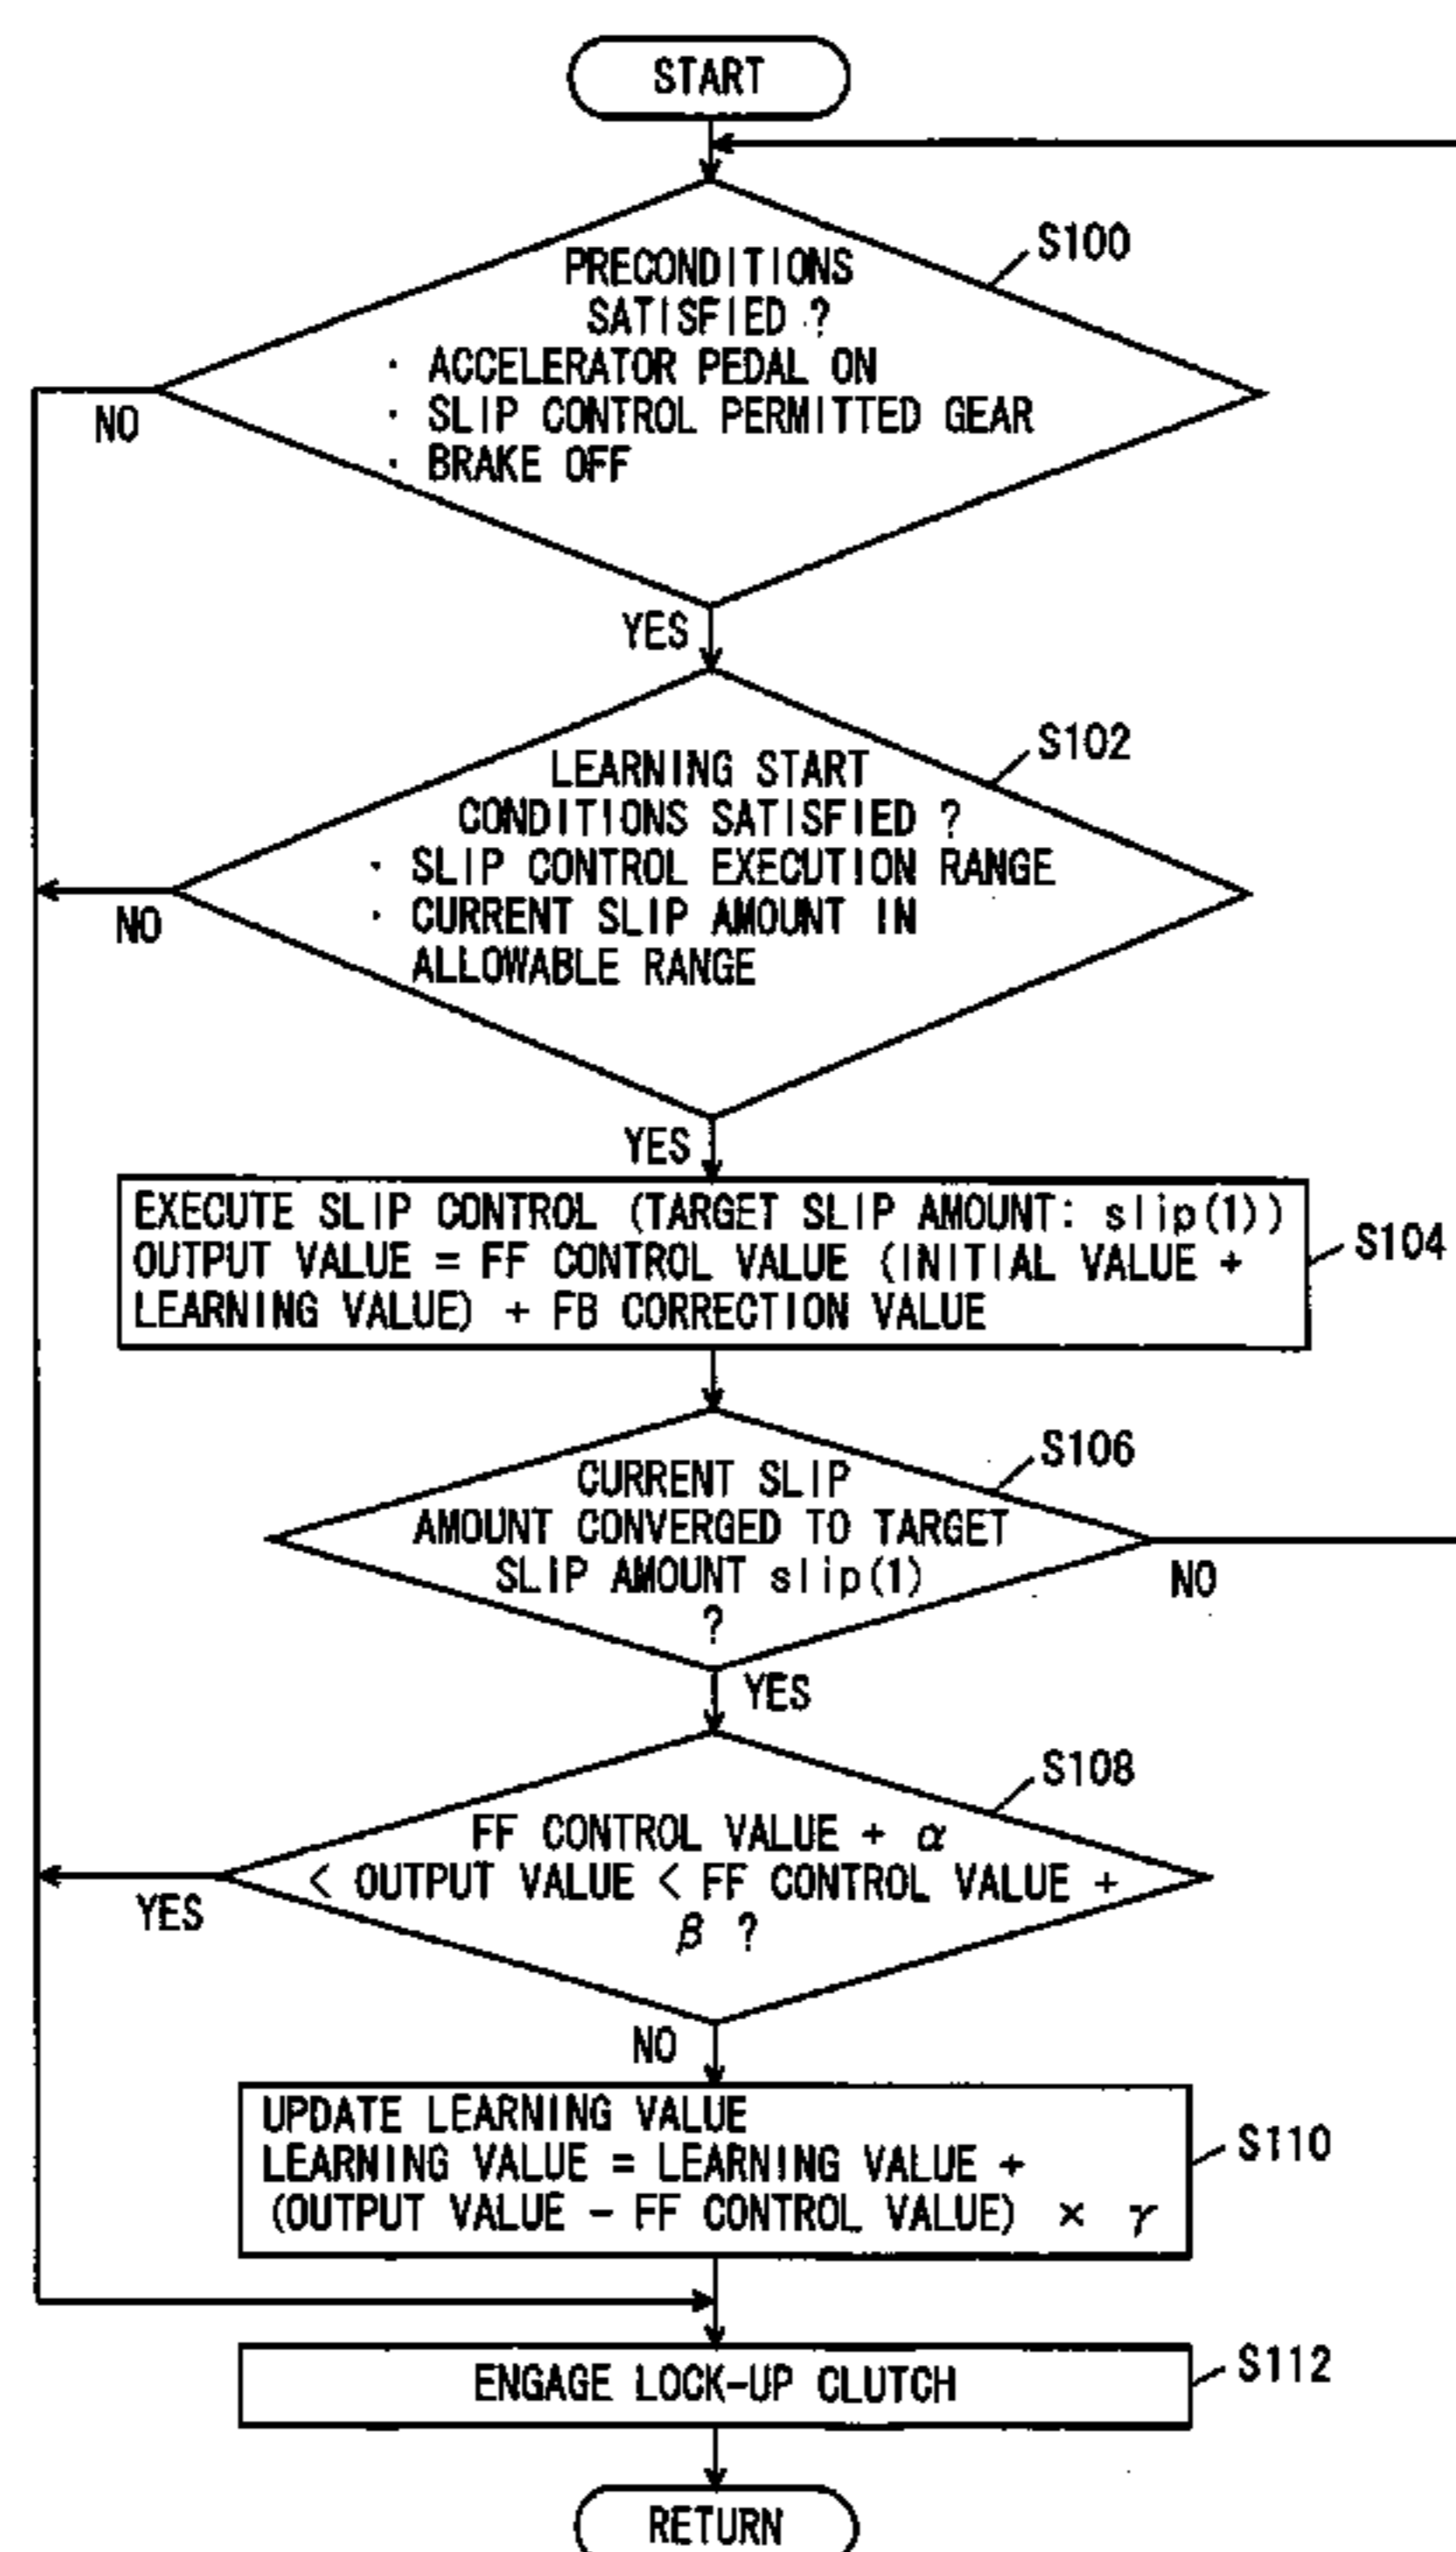 START
S100
PRECONDITIONS
SATISFIED ?
· ACCELERATOR PEDAL ON
· SLIP CONTROL PERMITTED GEAR
· BRAKE OFF
NO
YES
S102
LEARNING START
CONDITIONS SATISFIED ?
· SLIP CONTROL EXECUTION RANGE
· CURRENT SLIP AMOUNT IN
ALLOWABLE RANGE
NO
YES
EXECUTE SLIP CONTROL (TARGET SLIP AMOUNT: slip(1))
OUTPUT VALUE = FF CONTROL VALUE (INITIAL VALUE +
LEARNING VALUE) + FB CORRECTION VALUE
S104
S106
CURRENT SLIP
AMOUNT CONVERGED TO TARGET
SLIP AMOUNT slip(1)
?
NO
YES
S108
FF CONTROL VALUE + α
< OUTPUT VALUE < FF CONTROL VALUE +
β ?
YES
NO
UPDATE LEARNING VALUE
LEARNING VALUE = LEARNING VALUE +
(OUTPUT VALUE - FF CONTROL VALUE) × γ
S110
ENGAGE LOCK-UP CLUTCH
S112
RETURN